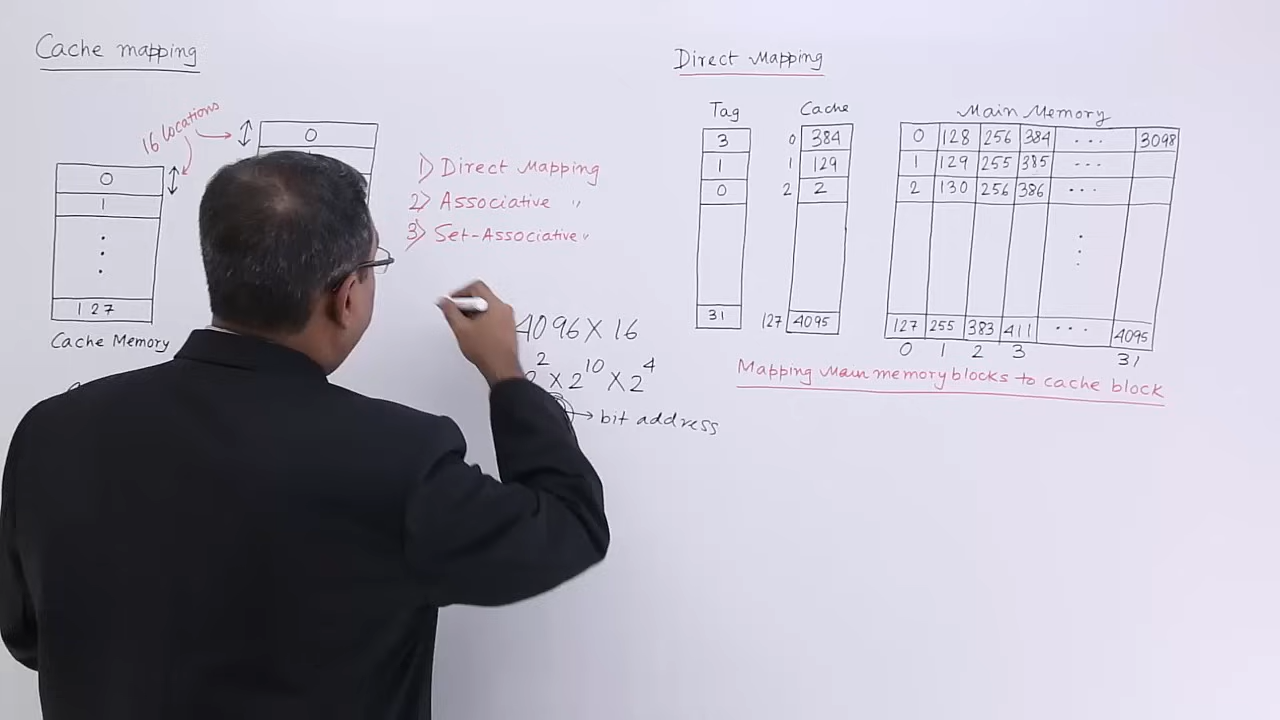 Cache mapping
16 locations
0
0
1
127
Cache Memory
1) Direct Mapping
2) Associative "
3) Set-Associative "
4096 X 16
2 X 2^10 X 2^4
bit address
Direct Mapping
Tag Cache Main Memory
3 0 384 0 128 256 384 ... 3098
1 1 129 1 129 255 385
0 2 2 2 130 256 386 ...
31 127 4095 127 255 383 411 ... 4095
0 1 2 3 31
Mapping Main memory blocks to cache block